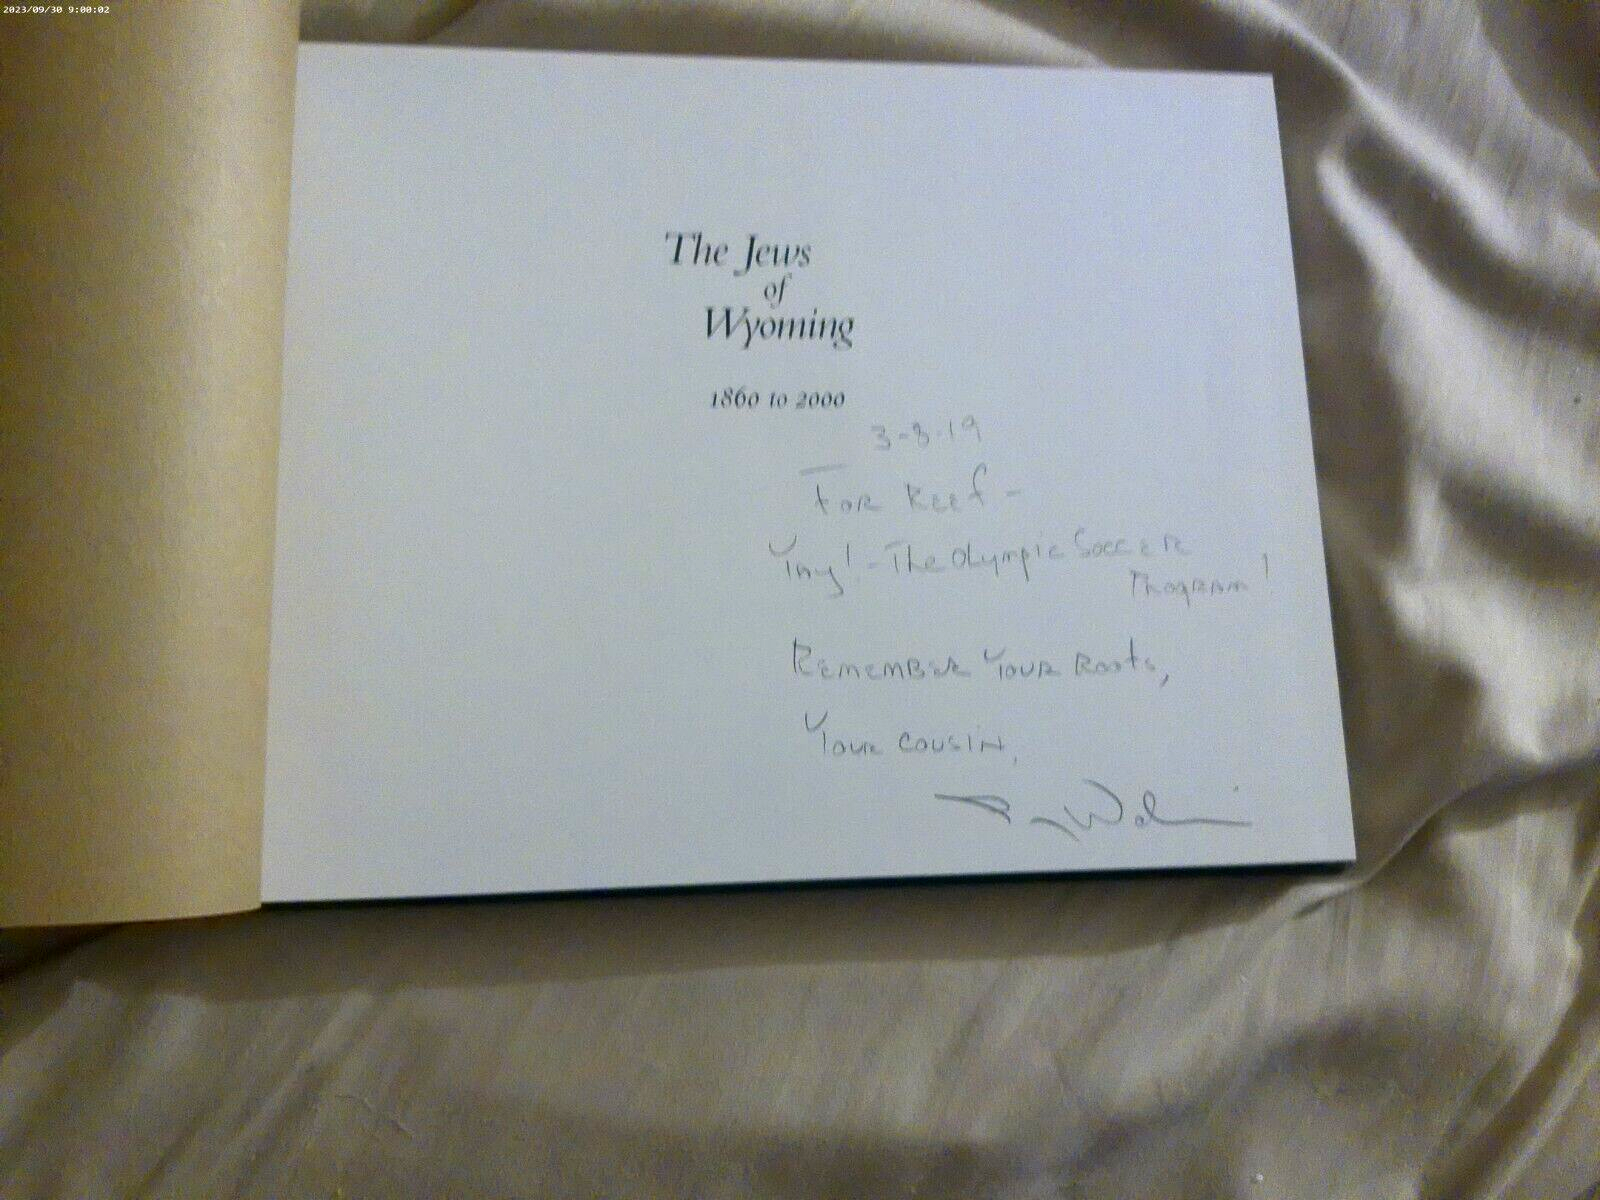 2023/09/30 9:00:02
The Jews
of
Wyoming
1860 to 2000
3-8-19
FOR REEF -
YAY! - The Olympic Soccer
PROGRAM!
REMEMBER YOUR Roots,
YOUR COUSIN,